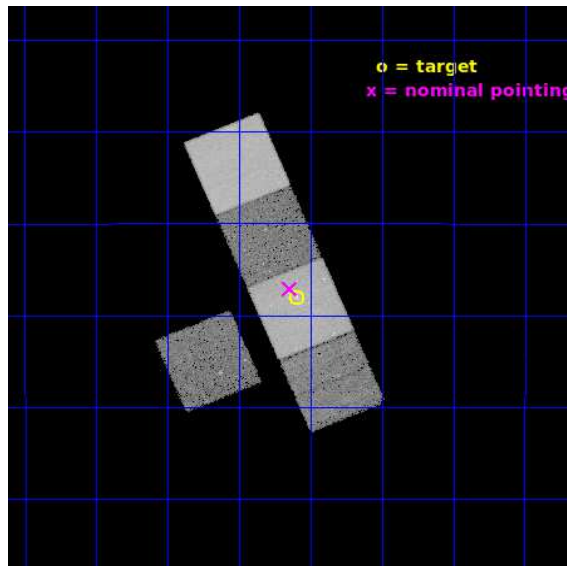 o = target
x = nominal pointing